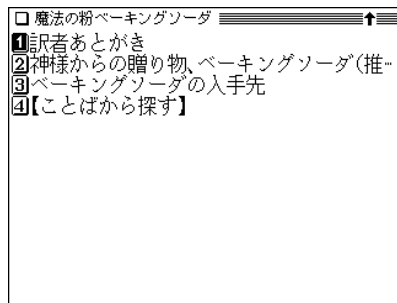 魔法の粉ベーキングソーダ
1訳者あとがき
2神様からの贈り物、ベーキングソーダ(推…
3ベーキングソーダの入手先
4【ことばから探す】